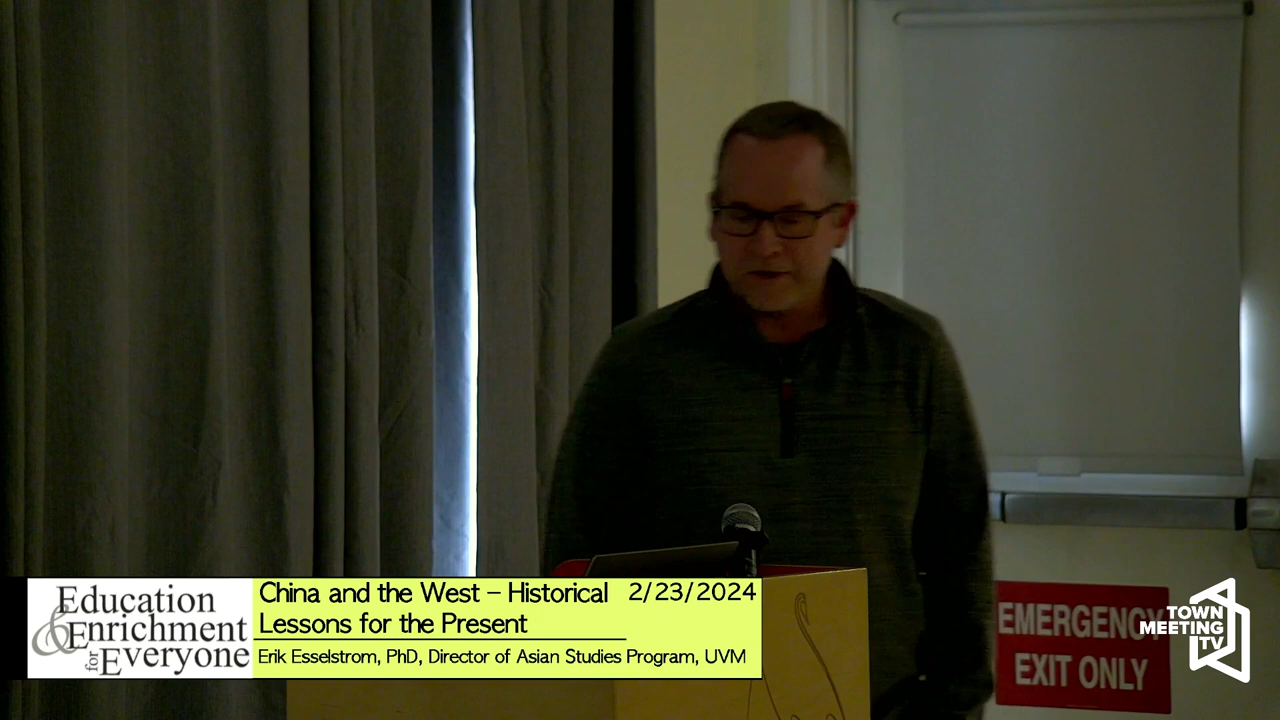 Education
& Enrichment
for Everyone
China and the West – Historical 2/23/2024
Lessons for the Present
Erik Esselstrom, PhD, Director of Asian Studies Program, UVM
EMERGENCY
EXIT ONLY
TOWN
MEETING
TV